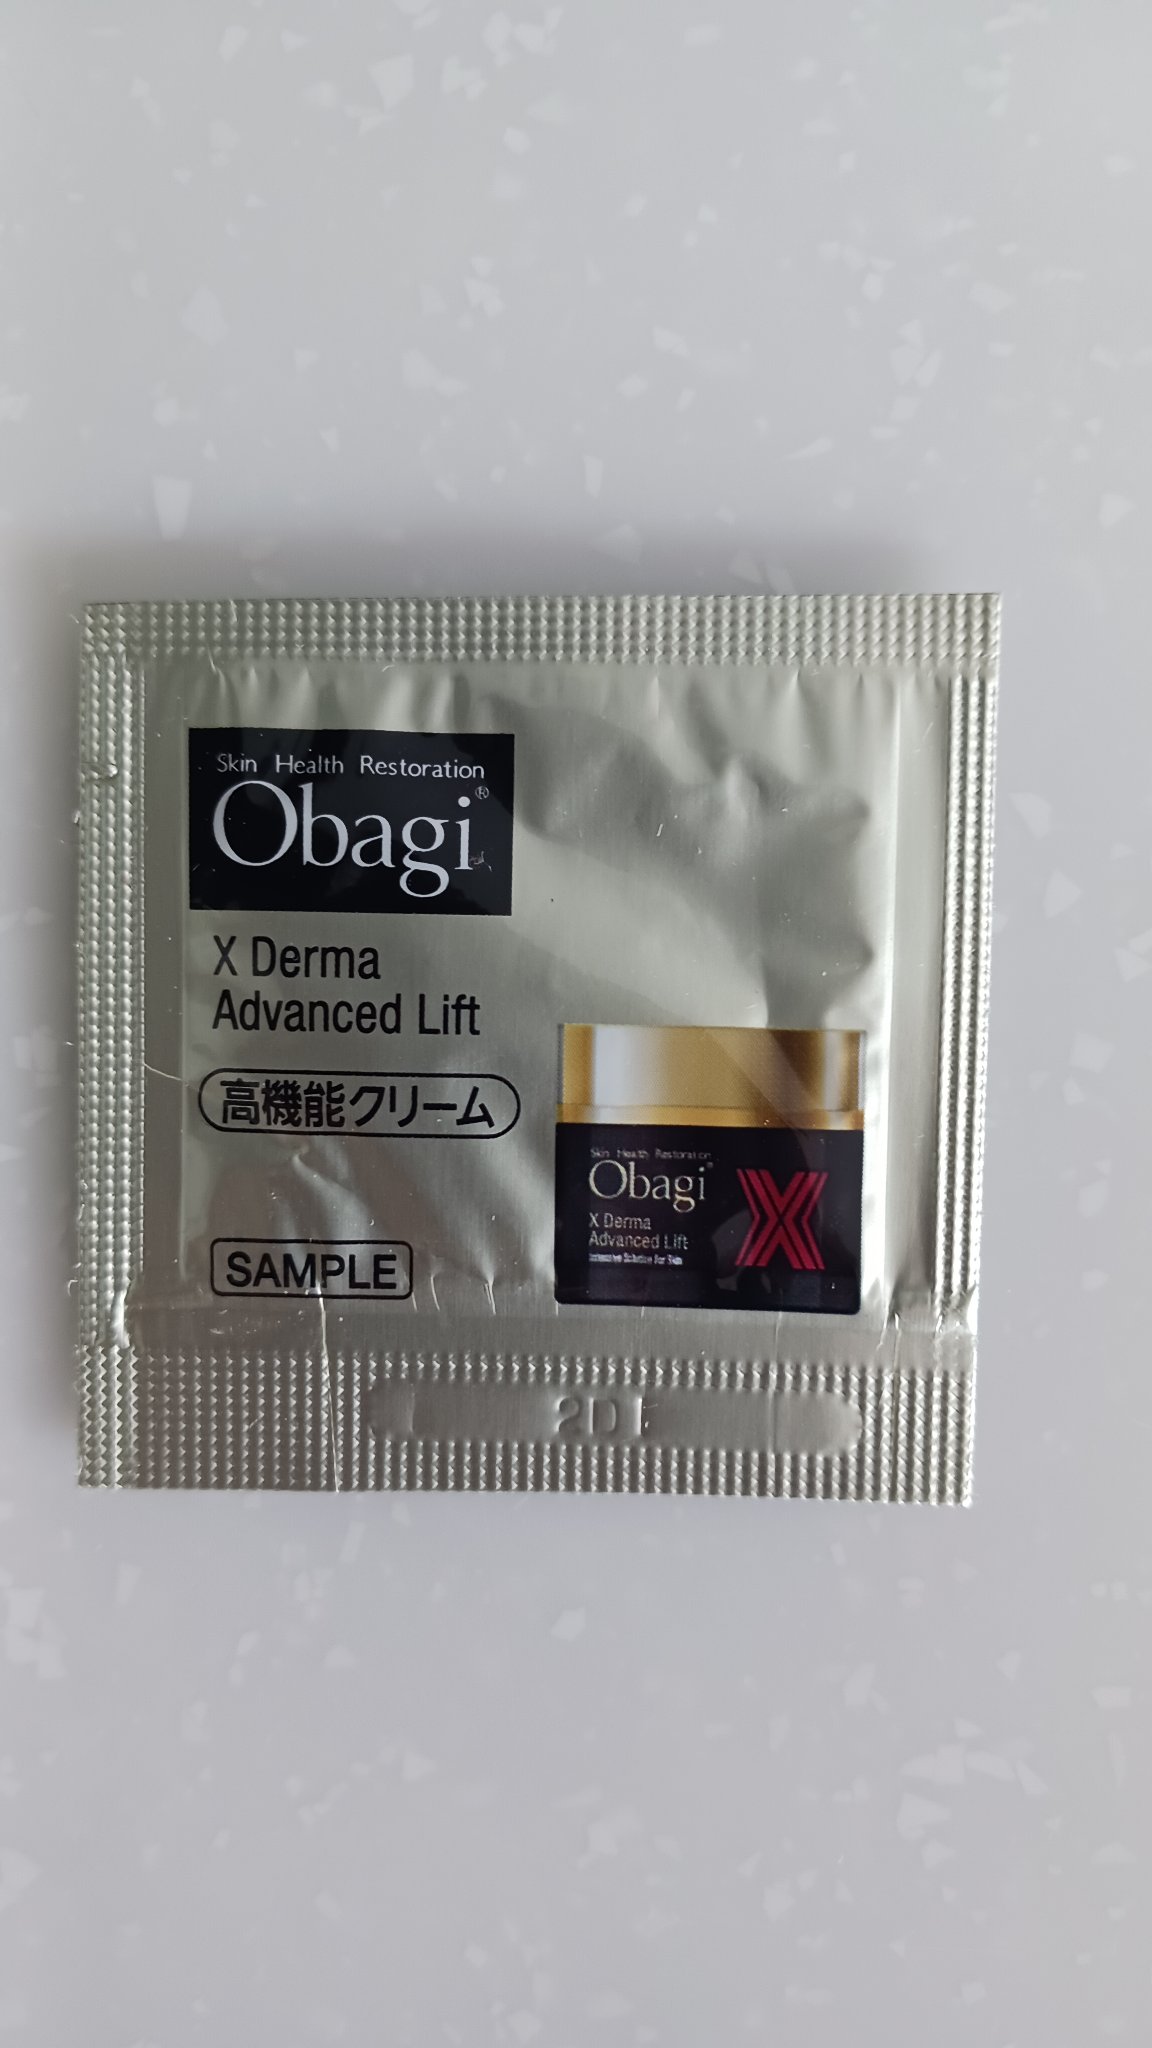 Skin Health Restoration
Obagi®
X Derma
Advanced Lift
高機能クリーム
SAMPLE
Skin Health Restoration
Obagi®
X Derma
Advanced Lift
X
2DI